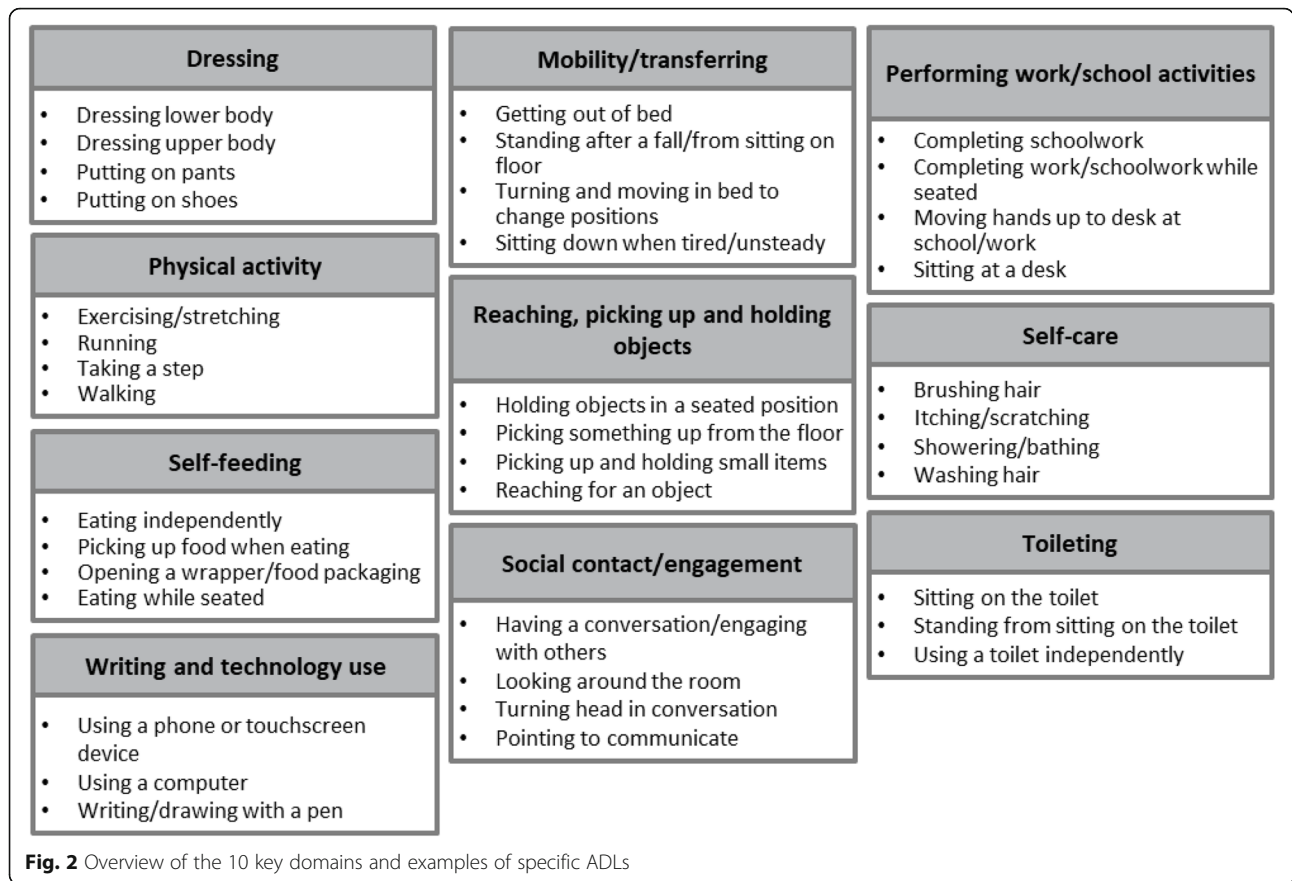 Dressing
• Dressing lower body
• Dressing upper body
• Putting on pants
• Putting on shoes
Physical activity
• Exercising/stretching
• Running
• Taking a step
• Walking
Self-feeding
• Eating independently
• Picking up food when eating
• Opening a wrapper/food packaging
• Eating while seated
Writing and technology use
• Using a phone or touchscreen
device
• Using a computer
• Writing/drawing with a pen
Mobility/transferring
• Getting out of bed
• Standing after a fall/from sitting on
floor
• Turning and moving in bed to
change positions
• Sitting down when tired/unsteady
Reaching, picking up and holding
objects
• Holding objects in a seated position
• Picking something up from the floor
• Picking up and holding small items
• Reaching for an object
Social contact/engagement
• Having a conversation/engaging
with others
• Looking around the room
• Turning head in conversation
• Pointing to communicate
Performing work/school activities
• Completing schoolwork
• Completing work/schoolwork while
seated
• Moving hands up to desk at
school/work
• Sitting at a desk
Self-care
• Brushing hair
• Itching/scratching
• Showering/bathing
• Washing hair
Toileting
• Sitting on the toilet
• Standing from sitting on the toilet
• Using a toilet independently
Fig. 2 Overview of the 10 key domains and examples of specific ADLs